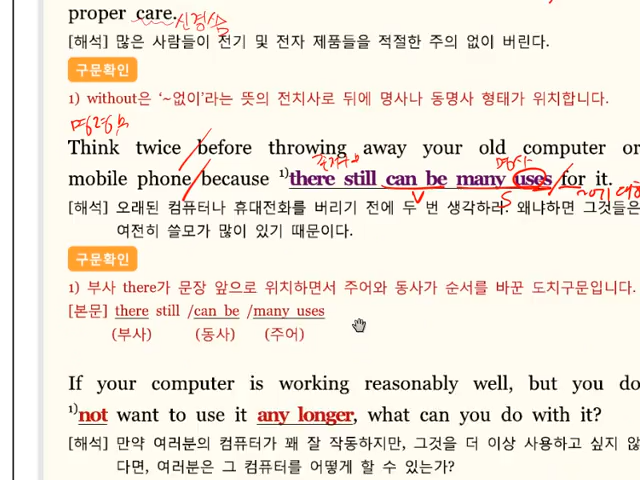 proper care. 신경씀
[해석] 많은 사람들이 전기 및 전자 제품들을 적절한 주의 없이 버린다.
구문확인
1) without은 ‘~없이’라는 뜻의 전치사로 뒤에 명사나 동명사 형태가 위치합니다.
명령문
Think twice before throwing away your old computer or
명사
mobile phone because 1)there still can be many uses for it.
V S ~에 대한
[해석] 오래된 컴퓨터나 휴대전화를 버리기 전에 두 번 생각하라. 왜냐하면 그것들은
여전히 쓸모가 많이 있기 때문이다.
구문확인
1) 부사 there가 문장 앞으로 위치하면서 주어와 동사가 순서를 바꾼 도치구문입니다.
[본문] there still /can be /many uses
(부사) (동사) (주어)
If your computer is working reasonably well, but you do
1)not want to use it any longer, what can you do with it?
[해석] 만약 여러분의 컴퓨터가 꽤 잘 작동하지만, 그것을 더 이상 사용하고 싶지 않
다면, 여러분은 그 컴퓨터를 어떻게 할 수 있는가?